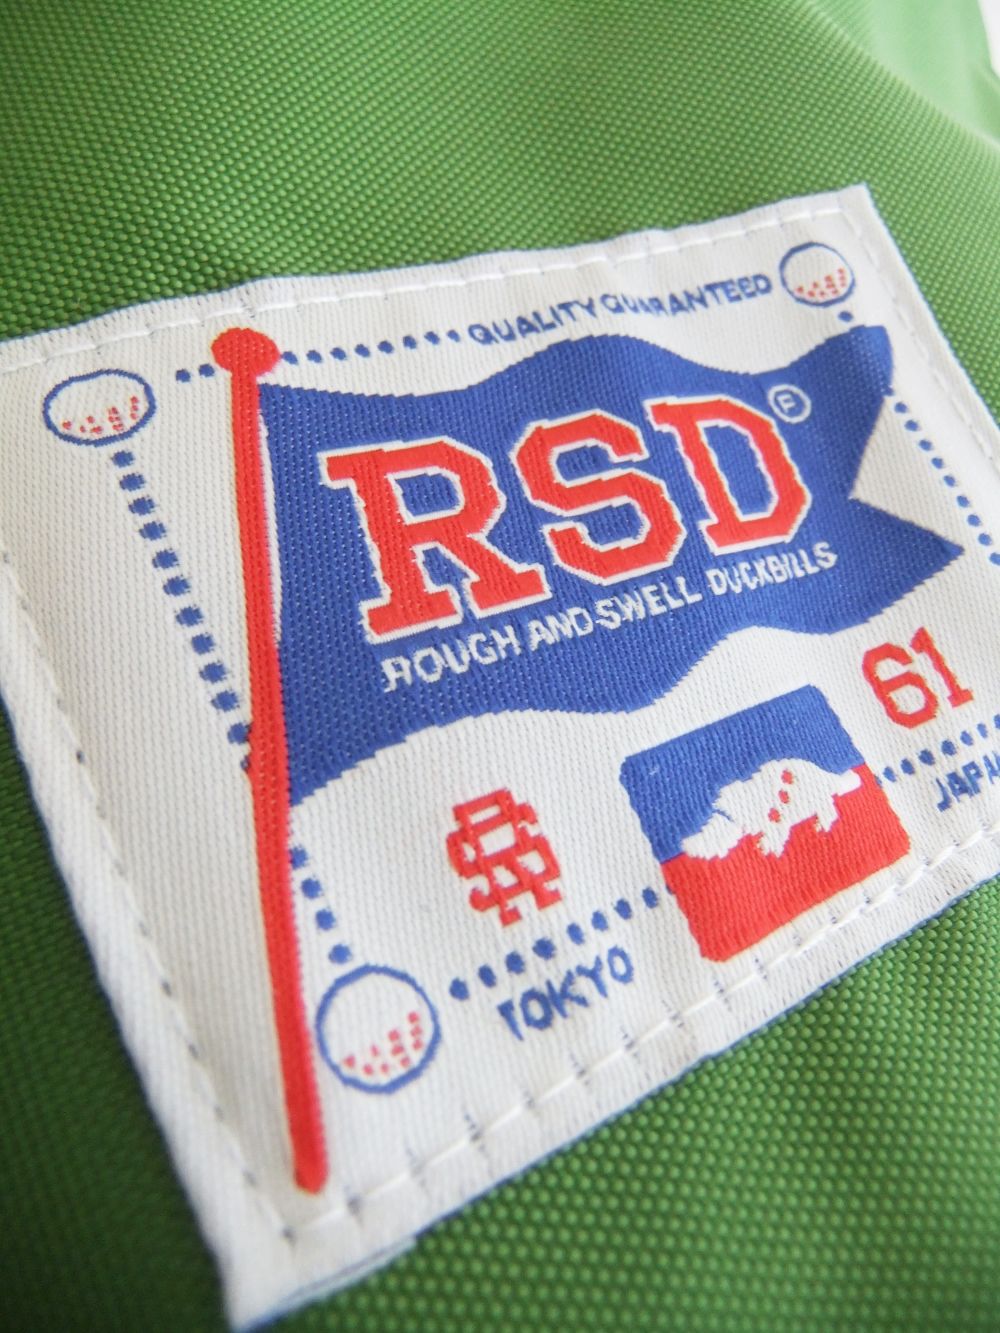 QUALITY GUARANTEED
RSD®
ROUGH AND SWELL DUCKBILLS
61
TOKYO